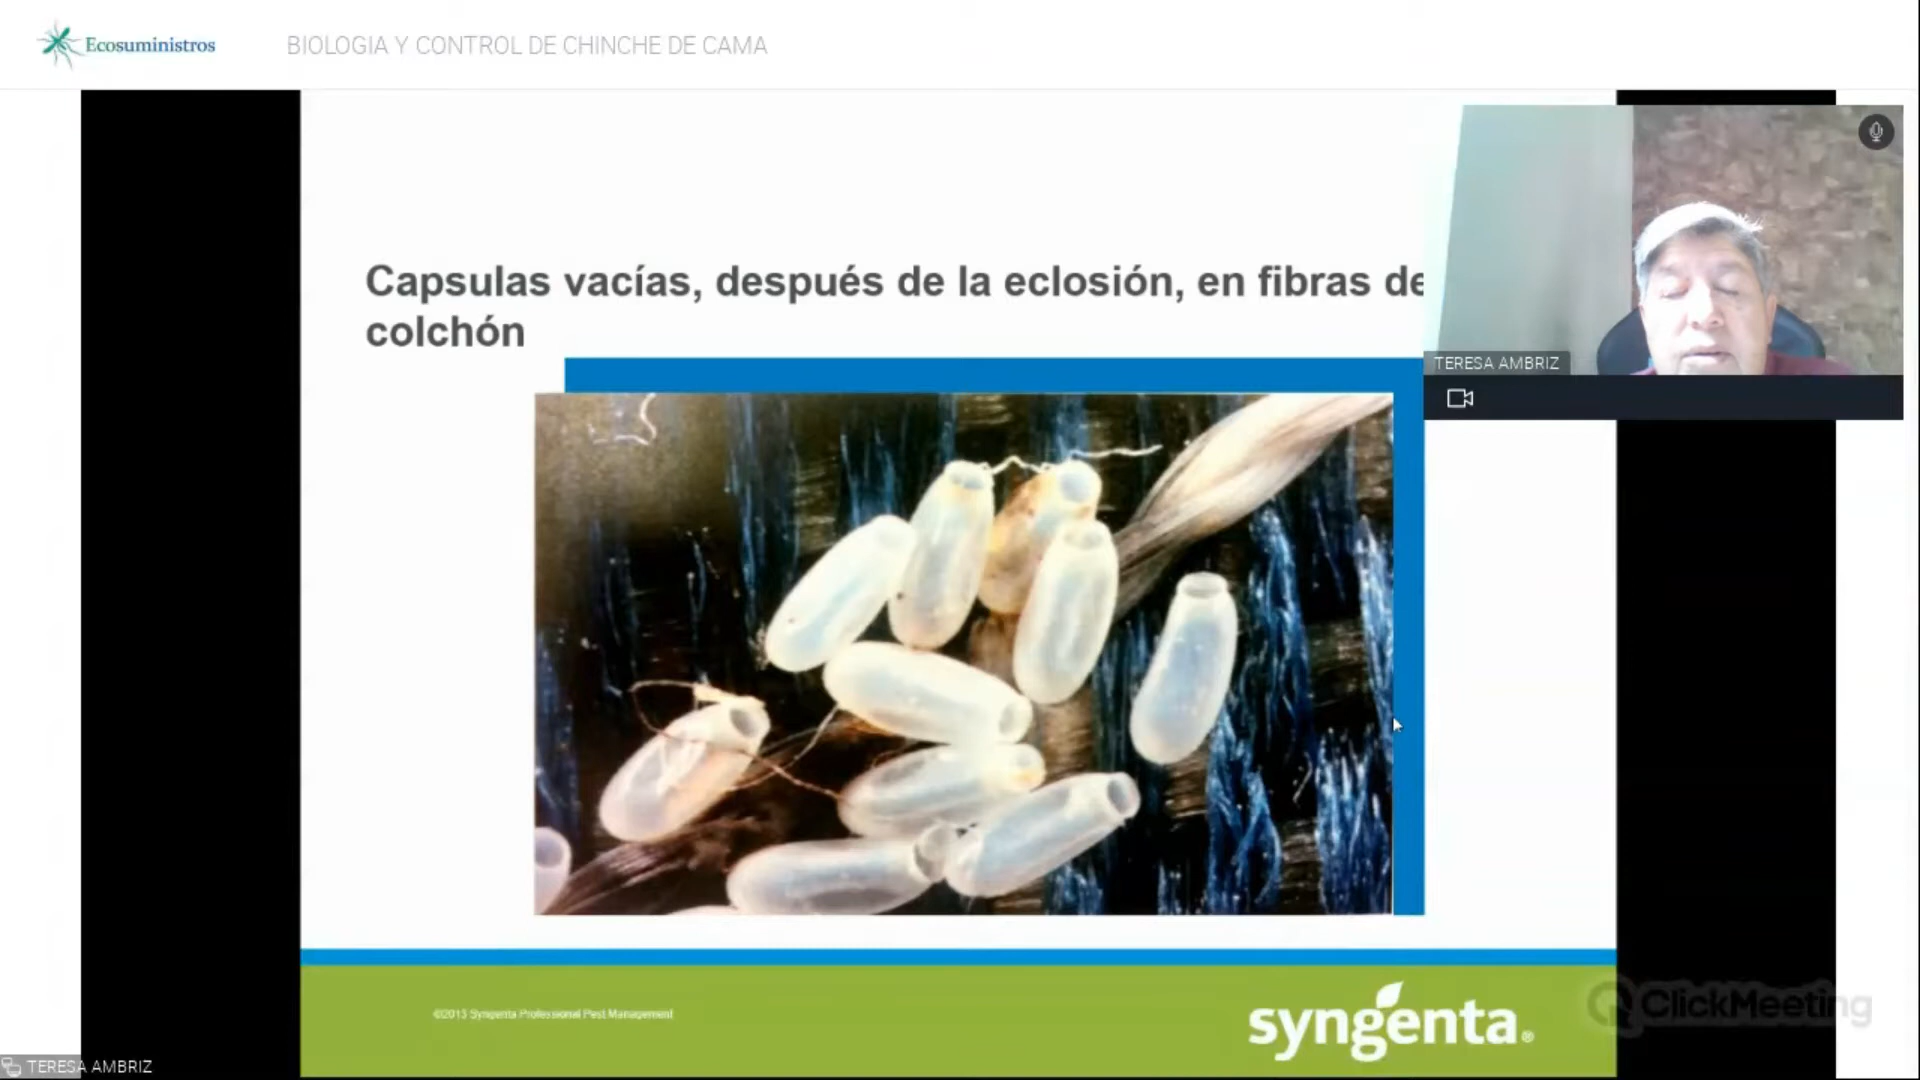 Ecosuministros
BIOLOGIA Y CONTROL DE CHINCHE DE CAMA
Capsulas vacías, después de la eclosión, en fibras de
colchón
TERESA AMBRIZ
©2013 Syngenta Professional Pest Management
syngenta®
ClickMeeting
TERESA AMBRIZ